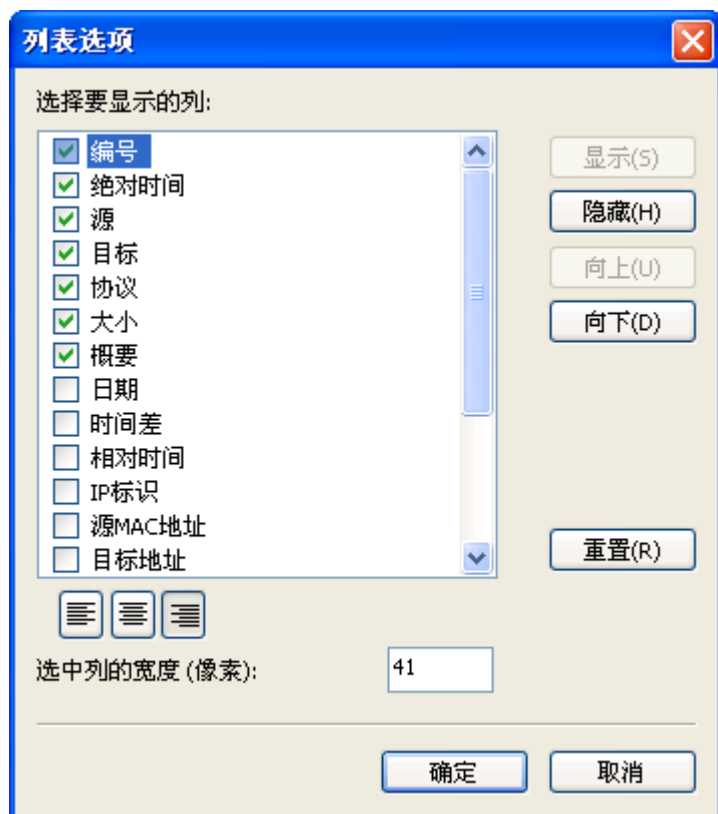 列表选项
选择要显示的列:
编号
绝对时间
源
目标
协议
大小
概要
日期
时间差
相对时间
IP标识
源MAC地址
目标地址
显示(S)
隐藏(H)
向上(U)
向下(D)
重置(R)
选中列的宽度(像素): 41
确定 取消